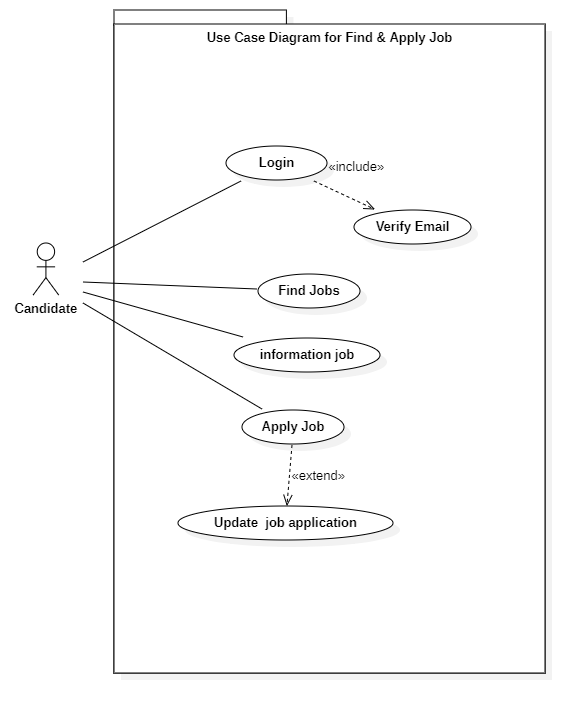 Use Case Diagram for Find & Apply Job
Login
«include»
Verify Email
Candidate
Find Jobs
information job
Apply Job
«extend»
Update job application